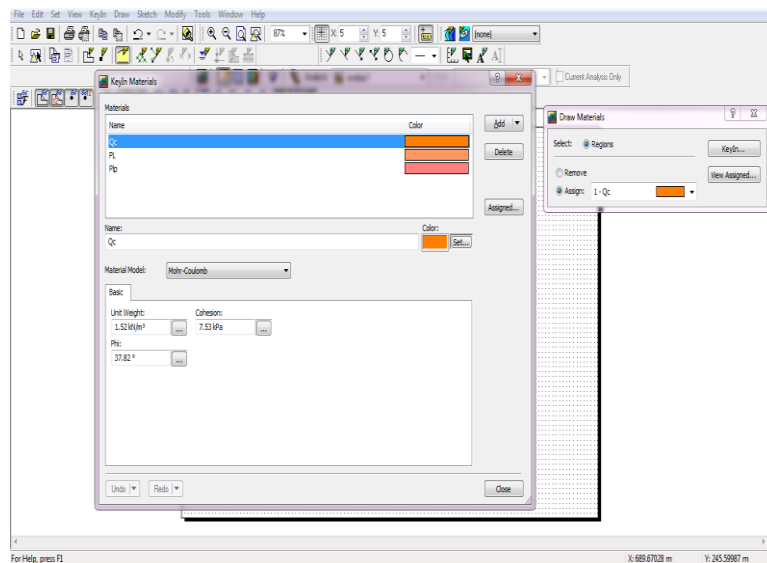 File Edit Set View KeyIn Draw Sketch Modify Tools Window Help
87% X: 5 Y: 5 (none)
KeyIn Materials
Current Analysis Only
Materials
Name Color
Qc
PL
Plp
Add
Delete
Assigned...
Name: Color:
Qc Set...
Material Model: Mohr-Coulomb
Basic
Unit Weight: Cohesion:
1.52 kN/m³ ... 7.53 kPa ...
Phi:
37.82 ° ...
Undo Redo Close
Draw Materials
Select: Regions KeyIn...
Remove View Assigned...
Assign: 1 - Qc
For Help, press F1 X: 689.67028 m Y: 245.59987 m